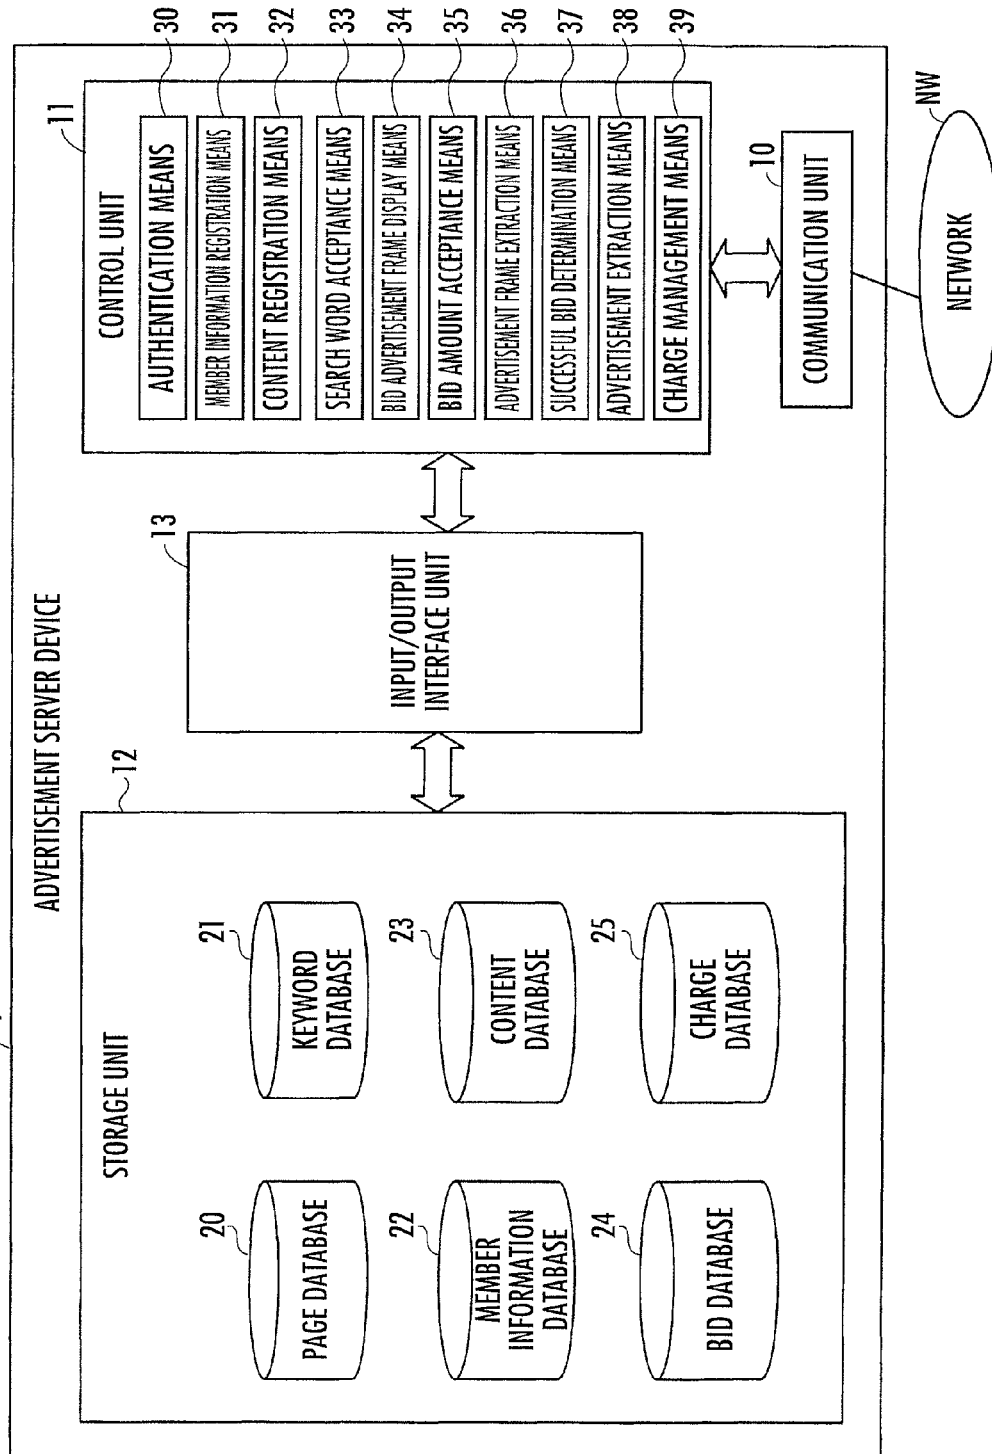 ADVERTISEMENT SERVER DEVICE
12
STORAGE UNIT
20
PAGE DATABASE
21
KEYWORD
DATABASE
22
MEMBER
INFORMATION
DATABASE
23
CONTENT
DATABASE
24
BID DATABASE
25
CHARGE
DATABASE
13
INPUT/OUTPUT
INTERFACE UNIT
11
CONTROL UNIT
AUTHENTICATION MEANS
30
MEMBER INFORMATION REGISTRATION MEANS
31
CONTENT REGISTRATION MEANS
32
SEARCH WORD ACCEPTANCE MEANS
33
BID ADVERTISEMENT FRAME DISPLAY MEANS
34
BID AMOUNT ACCEPTANCE MEANS
35
ADVERTISEMENT FRAME EXTRACTION MEANS
36
SUCCESSFUL BID DETERMINATION MEANS
37
ADVERTISEMENT EXTRACTION MEANS
38
CHARGE MANAGEMENT MEANS
39
10
COMMUNICATION UNIT
NW
NETWORK